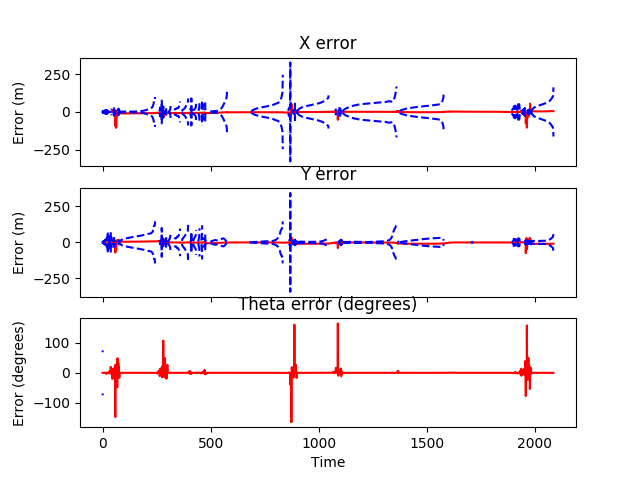 X error
250
0
−250
Error (m)
Y error
250
0
−250
Error (m)
Theta error (degrees)
100
0
−100
Error (degrees)
0 500 1000 1500 2000
Time